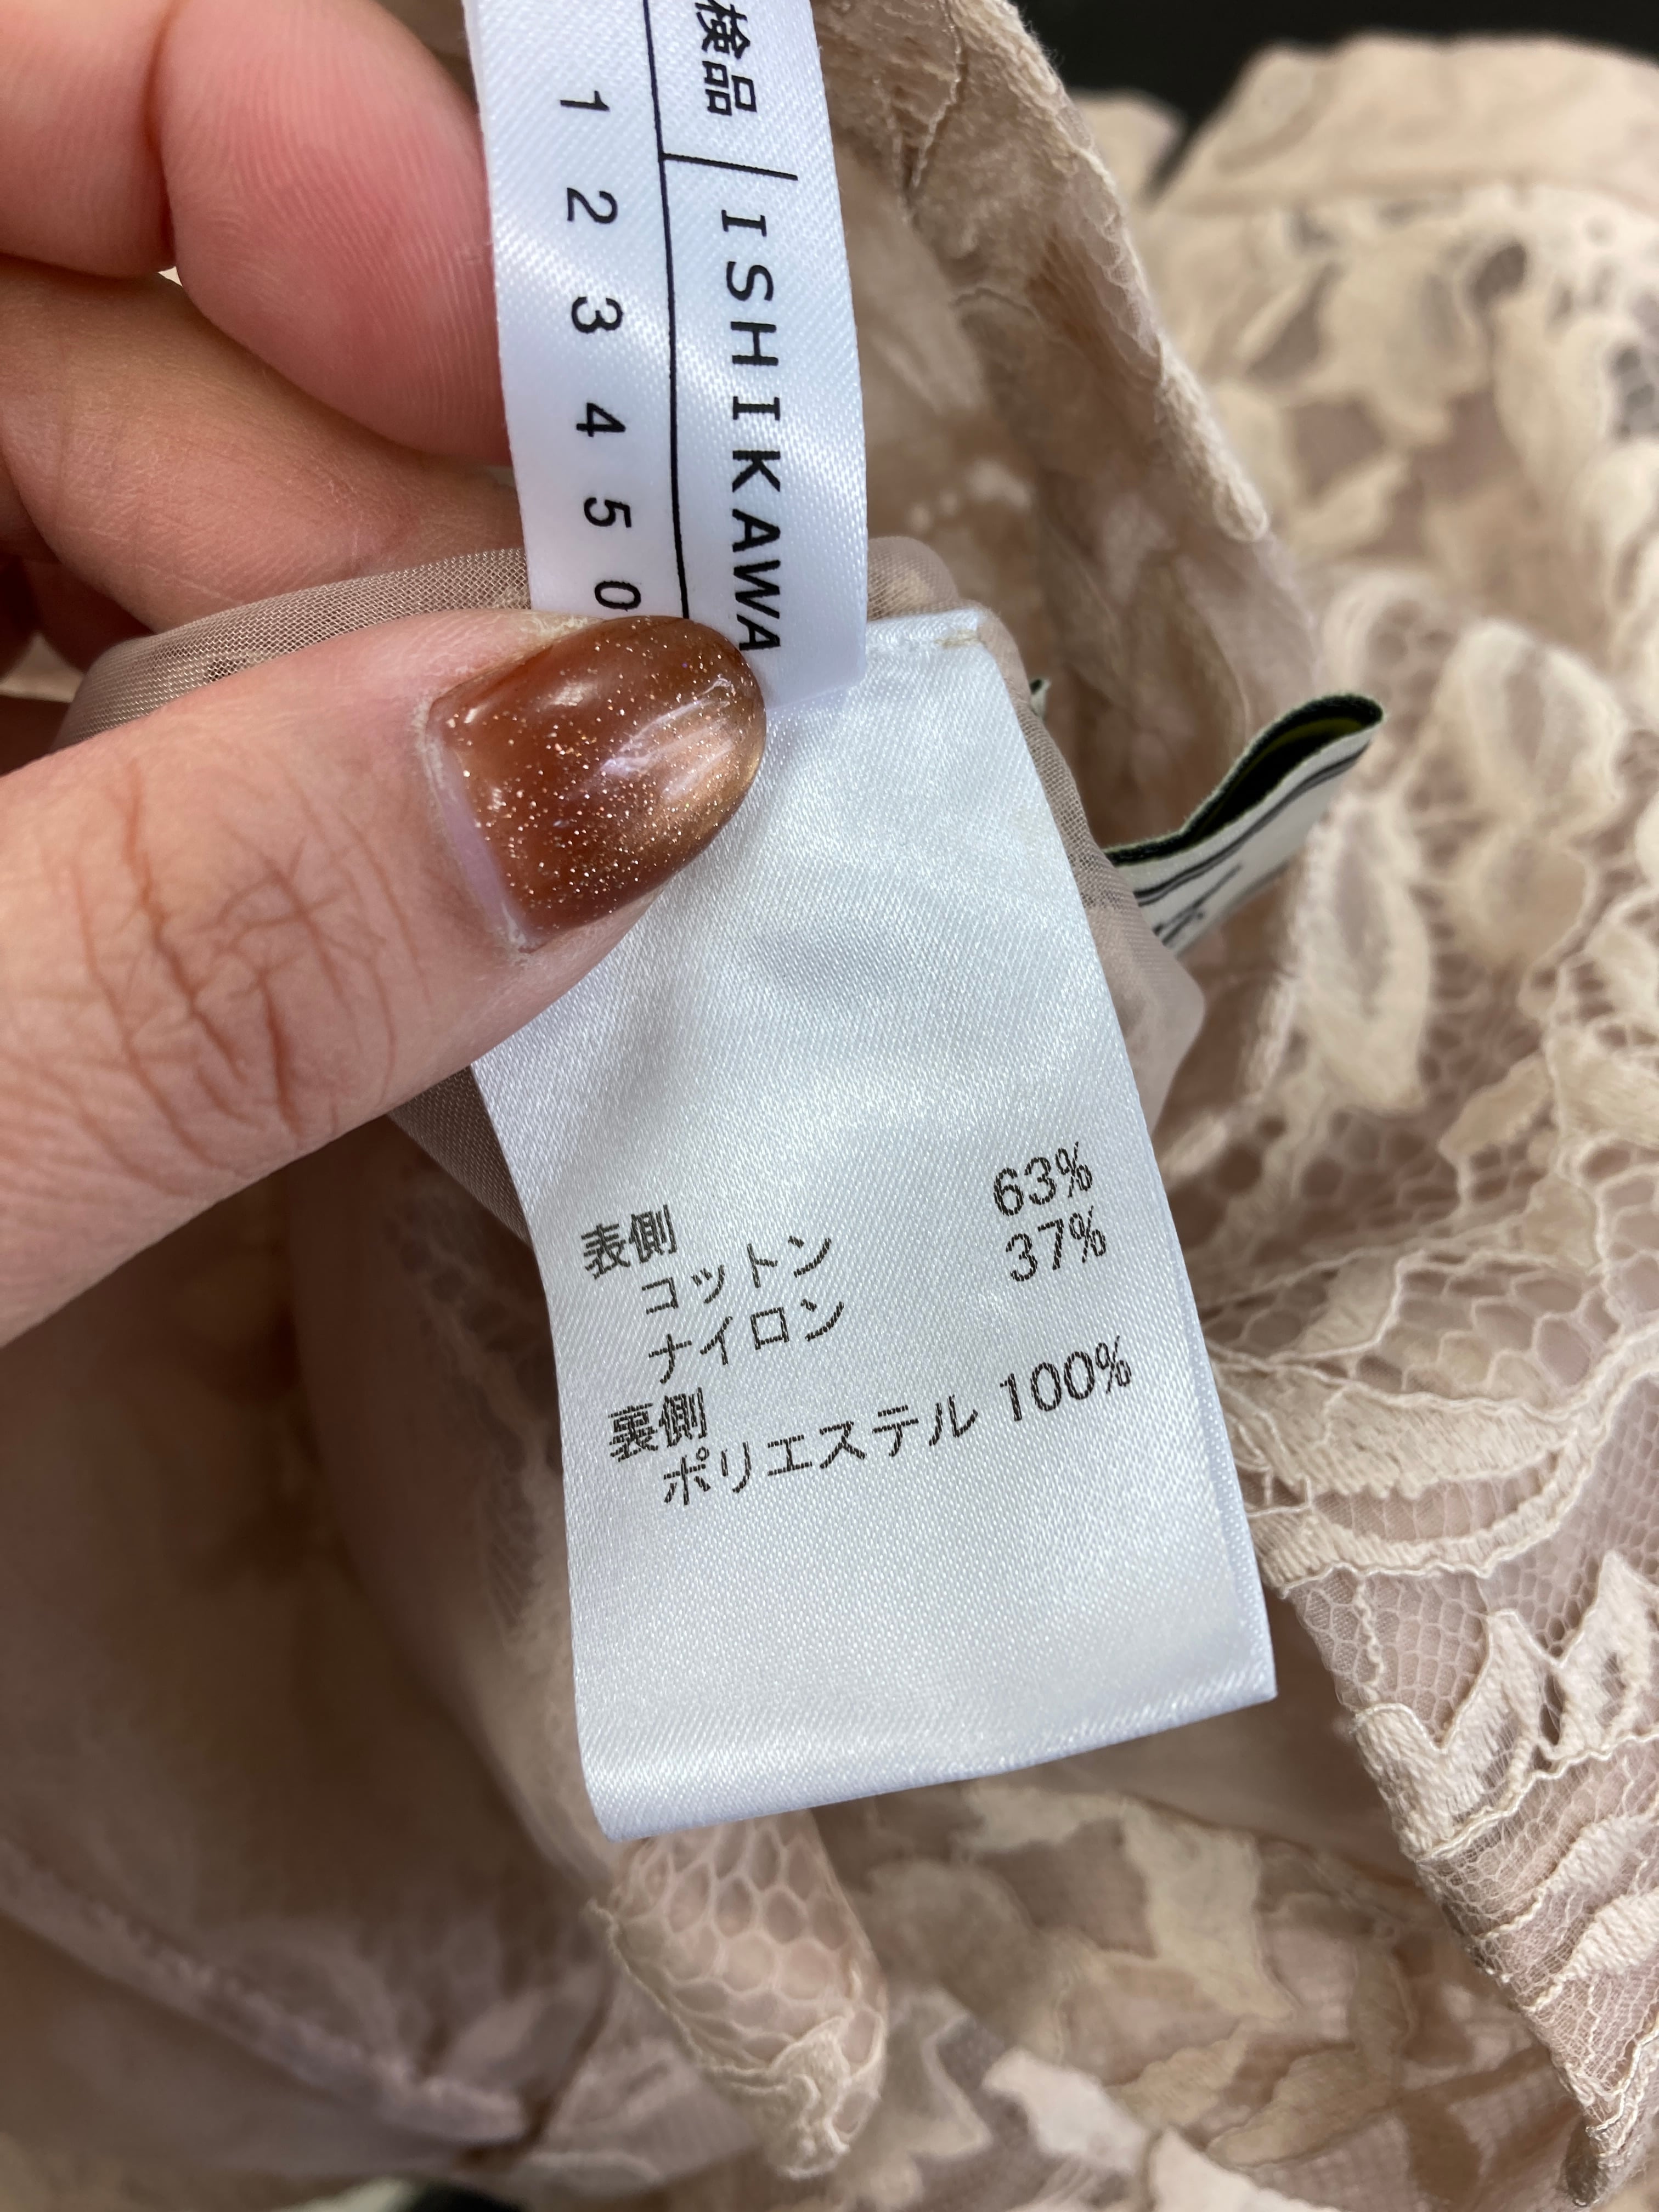 検品 ISHIKAWA
1 2 3 4 5 0
表側
コットン 63%
ナイロン 37%
裏側
ポリエステル 100%